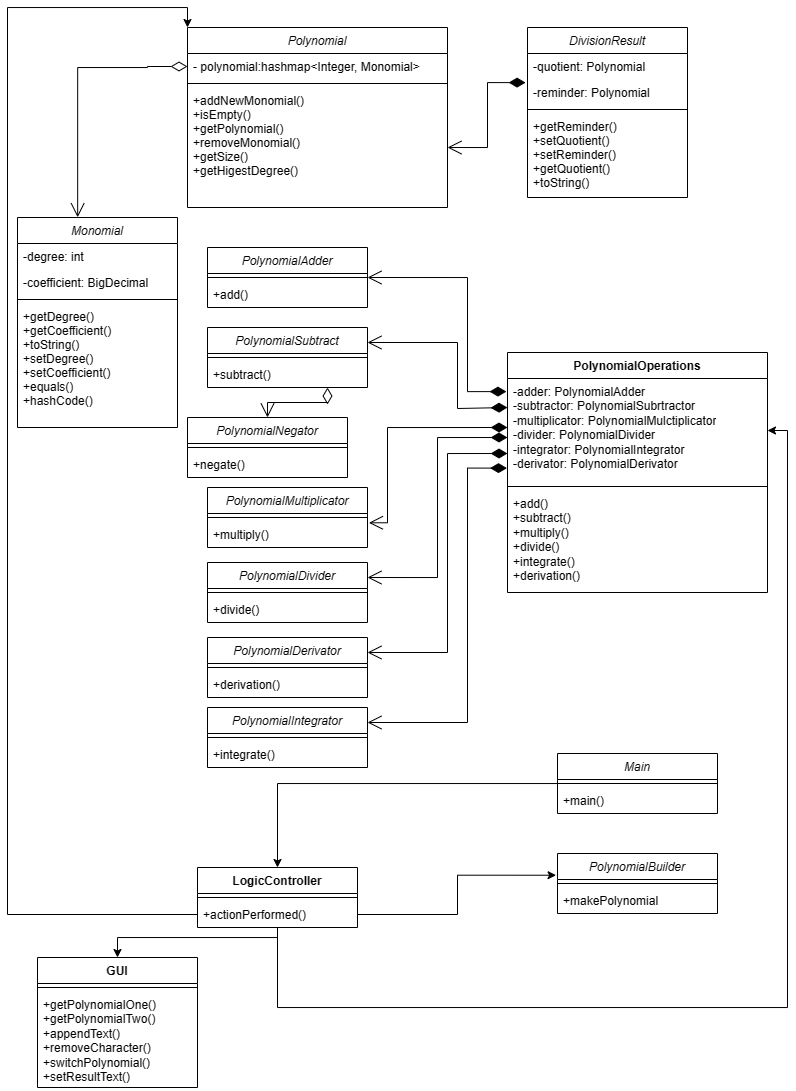 Polynomial
- polynomial:hashmap<Integer, Monomial>
+addNewMonomial()
+isEmpty()
+getPolynomial()
+removeMonomial()
+getSize()
+getHigestDegree()
DivisionResult
-quotient: Polynomial
-reminder: Polynomial
+getReminder()
+setQuotient()
+setReminder()
+getQuotient()
+toString()
Monomial
-degree: int
-coefficient: BigDecimal
+getDegree()
+getCoefficient()
+toString()
+setDegree()
+setCoefficient()
+equals()
+hashCode()
PolynomialAdder
+add()
PolynomialSubtract
+subtract()
PolynomialNegator
+negate()
PolynomialMultiplicator
+multiply()
PolynomialDivider
+divide()
PolynomialDerivator
+derivation()
PolynomialIntegrator
+integrate()
PolynomialOperations
-adder: PolynomialAdder
-subtractor: PolynomialSubrtractor
-multiplicator: PolynomialMulctiplicator
-divider: PolynomialDivider
-integrator: PolynomialIntegrator
-derivator: PolynomialDerivator
+add()
+subtract()
+multiply()
+divide()
+integrate()
+derivation()
Main
+main()
LogicController
+actionPerformed()
PolynomialBuilder
+makePolynomial
GUI
+getPolynomialOne()
+getPolynomialTwo()
+appendText()
+removeCharacter()
+switchPolynomial()
+setResultText()